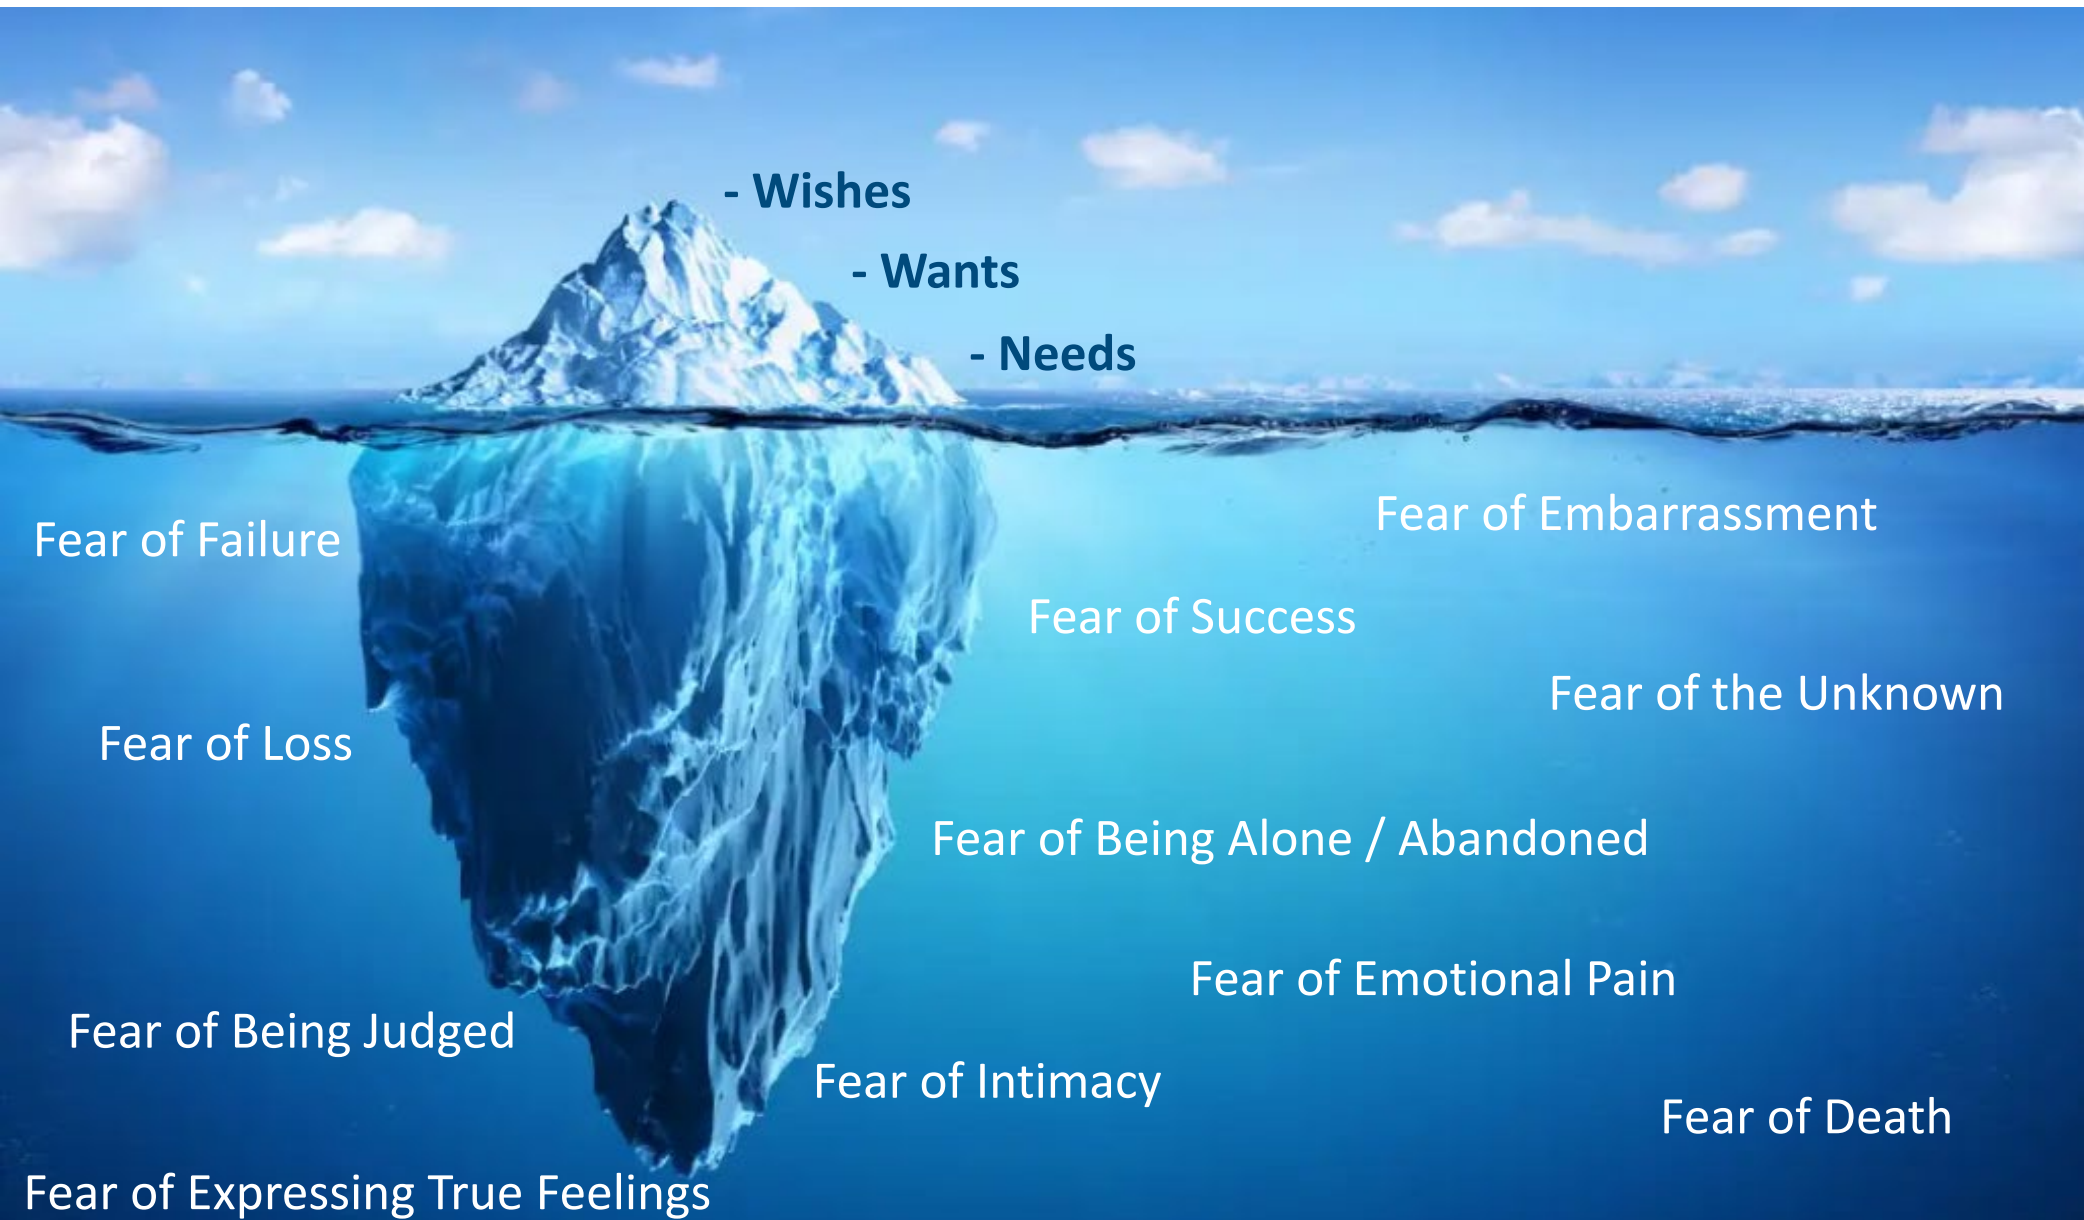 - Wishes
- Wants
- Needs
Fear of Failure
Fear of Embarrassment
Fear of Success
Fear of the Unknown
Fear of Loss
Fear of Being Alone / Abandoned
Fear of Emotional Pain
Fear of Being Judged
Fear of Intimacy
Fear of Death
Fear of Expressing True Feelings